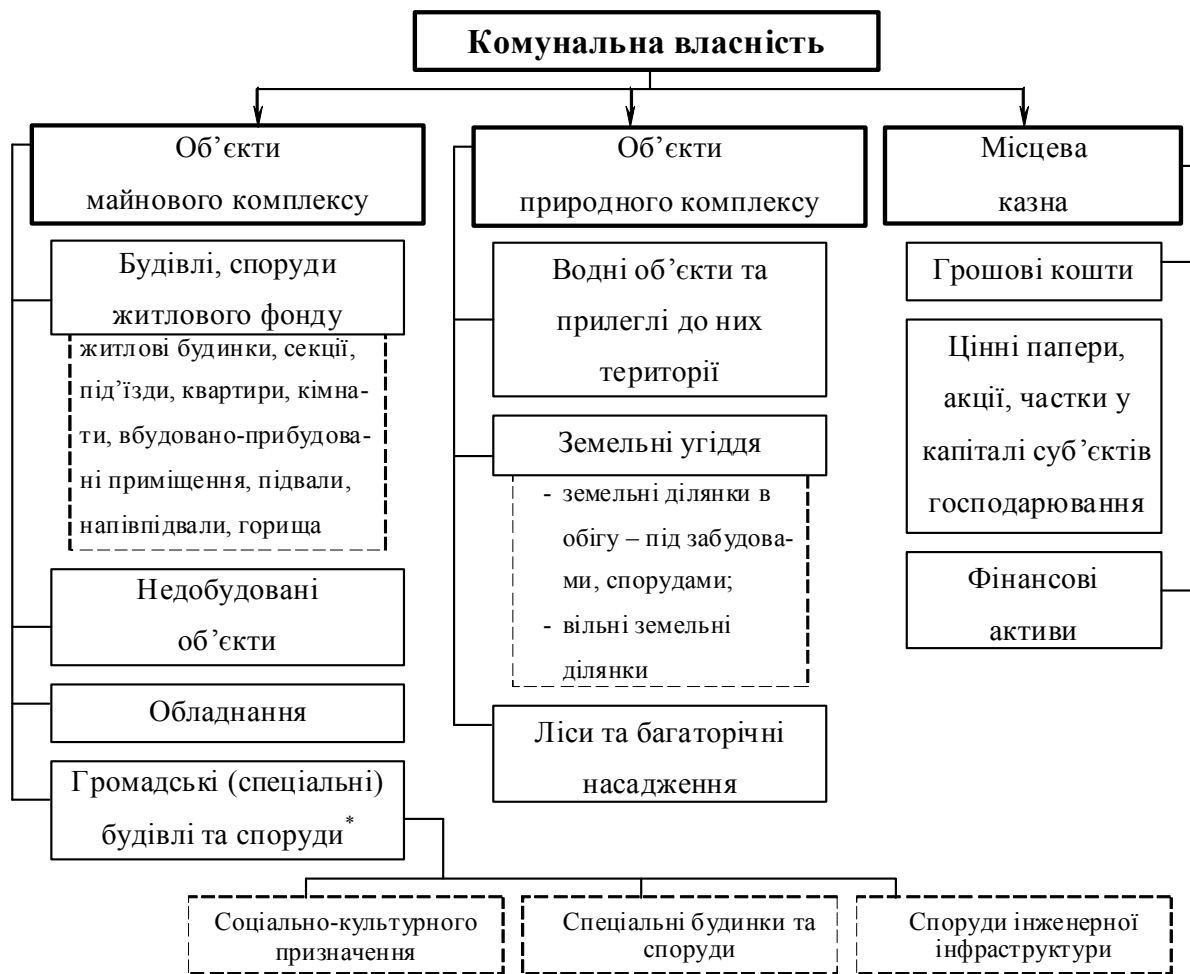 Комунальна власність
Об’єкти
майнового комплексу
Будівлі, споруди
житлового фонду
житлові будинки, секції,
під’їзди, квартири, кімна-
ти, вбудовано-прибудова-
ні приміщення, підвали,
напівпідвали, горища
Недобудовані
об’єкти
Обладнання
Громадські (спеціальні)
будівлі та споруди*
Соціально-культурного
призначення
Спеціальні будинки та
споруди
Споруди інженерної
інфраструктури
Об’єкти
природного комплексу
Водні об’єкти та
прилеглі до них
території
Земельні угіддя
- земельні ділянки в
обігу – під забудова-
ми, спорудами;
- вільні земельні
ділянки
Ліси та багаторічні
насадження
Місцева
казна
Грошові кошти
Цінні папери,
акції, частки у
капіталі суб’єктів
господарювання
Фінансові
активи